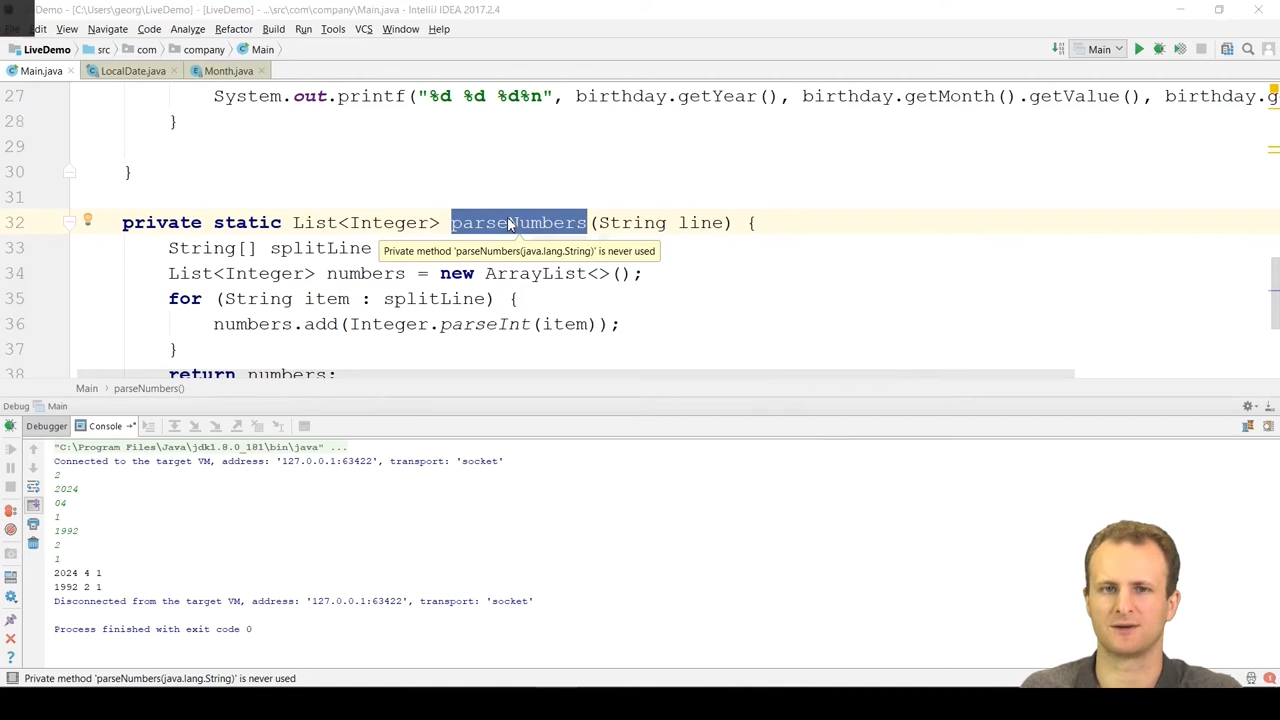 Demo - [C:\Users\georg\LiveDemo] - [LiveDemo] - ...\src\com\company\Main.java - IntelliJ IDEA 2017.2.4
File Edit View Navigate Code Analyze Refactor Build Run Tools VCS Window Help
LiveDemo src com company Main
Main
Main.java LocalDate.java Month.java
27 System.out.printf("%d %d %d%n", birthday.getYear(), birthday.getMonth().getValue(), birthday.g
28 }
29
30 }
31
32 private static List<Integer> parseNumbers(String line) {
33 String[] splitLine
Private method 'parseNumbers(java.lang.String)' is never used
34 List<Integer> numbers = new ArrayList<>();
35 for (String item : splitLine) {
36 numbers.add(Integer.parseInt(item));
37 }
38 return numbers;
Main parseNumbers()
Debug Main
Debugger Console
"C:\Program Files\Java\jdk1.8.0_181\bin\java" ...
Connected to the target VM, address: '127.0.0.1:63422', transport: 'socket'
2
2024
04
1
1992
2
1
2024 4 1
1992 2 1
Disconnected from the target VM, address: '127.0.0.1:63422', transport: 'socket'
Process finished with exit code 0
Private method 'parseNumbers(java.lang.String)' is never used